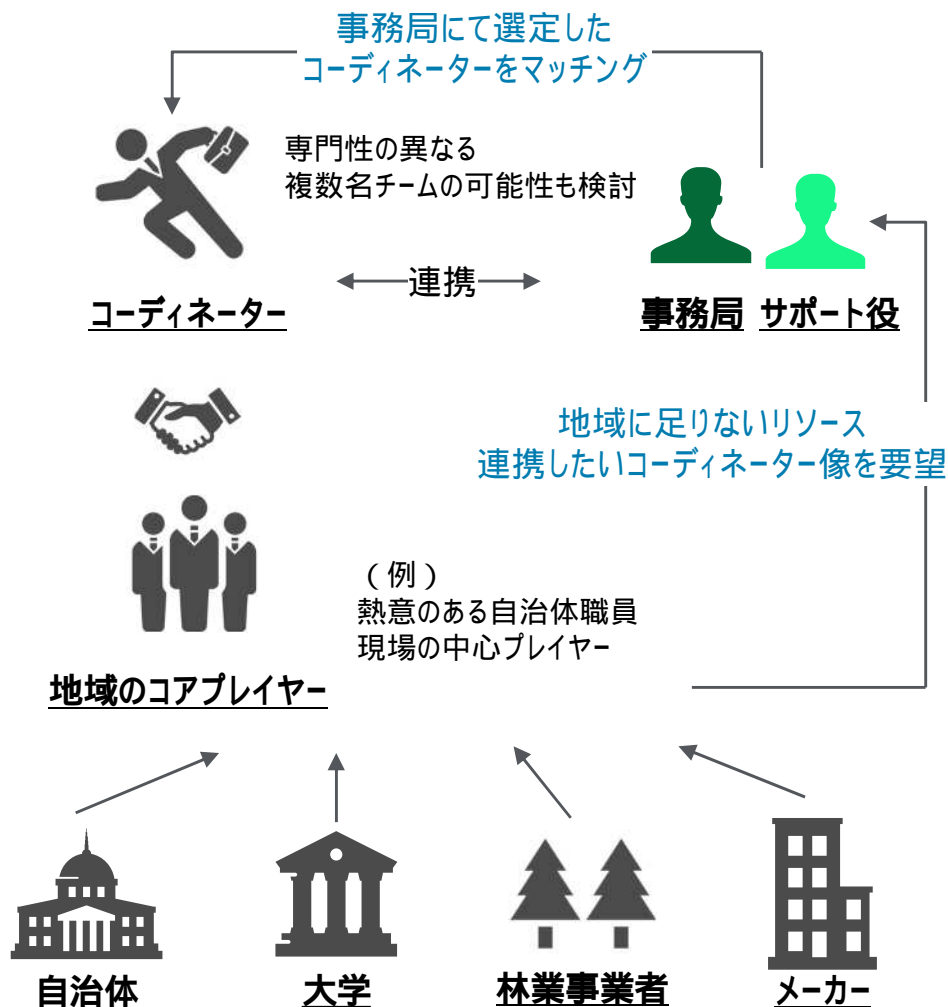 事務局にて選定した
コーディネーターをマッチング
専門性の異なる
複数名チームの可能性も検討
連携
コーディネーター
事務局 サポート役
地域に足りないリソース
連携したいコーディネーター像を要望
(例)
熱意のある自治体職員
現場の中心プレイヤー
地域のコアプレイヤー
自治体
大学
林業事業者
メーカー